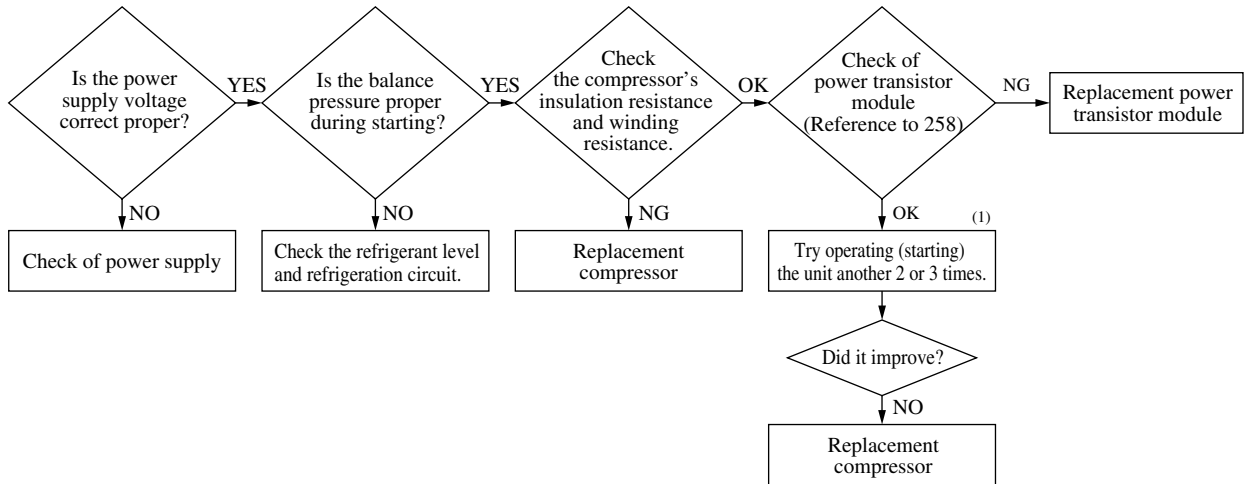 Is the power
supply voltage
correct proper?
YES
NO
Check of power supply
Is the balance
pressure proper
during starting?
YES
NO
Check the refrigerant level
and refrigeration circuit.
Check
the compressor’s
insulation resistance
and winding
resistance.
OK
NG
Replacement
compressor
Check of
power transistor
module
(Reference to 258)
NG
Replacement power
transistor module
OK
(1)
Try operating (starting)
the unit another 2 or 3 times.
Did it improve?
NO
Replacement
compressor